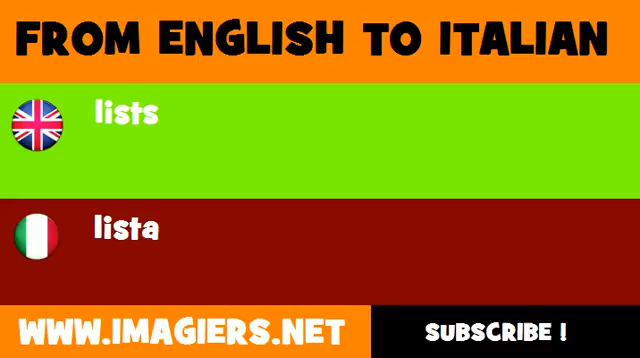 FROM ENGLISH TO ITALIAN
lists
lista
WWW.IMAGIERS.NET
SUBSCRIBE !